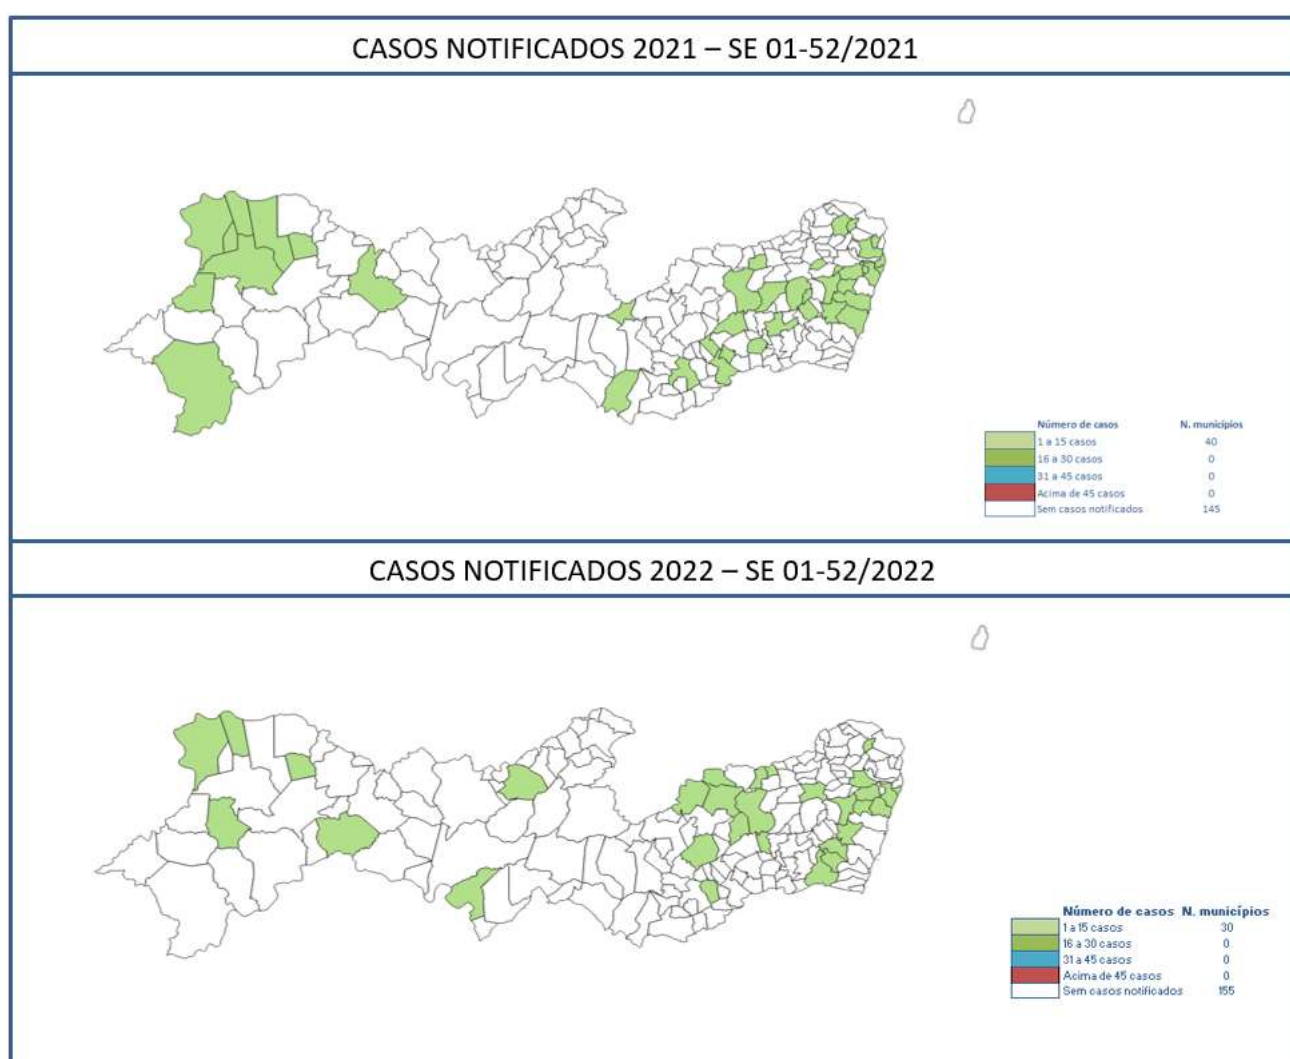 CASOS NOTIFICADOS 2021 – SE 01-52/2021
Número de casos N. municípios
1 a 15 casos 40
16 a 30 casos 0
31 a 45 casos 0
Acima de 45 casos 0
Sem casos notificados 145
CASOS NOTIFICADOS 2022 – SE 01-52/2022
Número de casos N. municípios
1 a 15 casos 30
16 a 30 casos 0
31 a 45 casos 0
Acima de 45 casos 0
Sem casos notificados 155